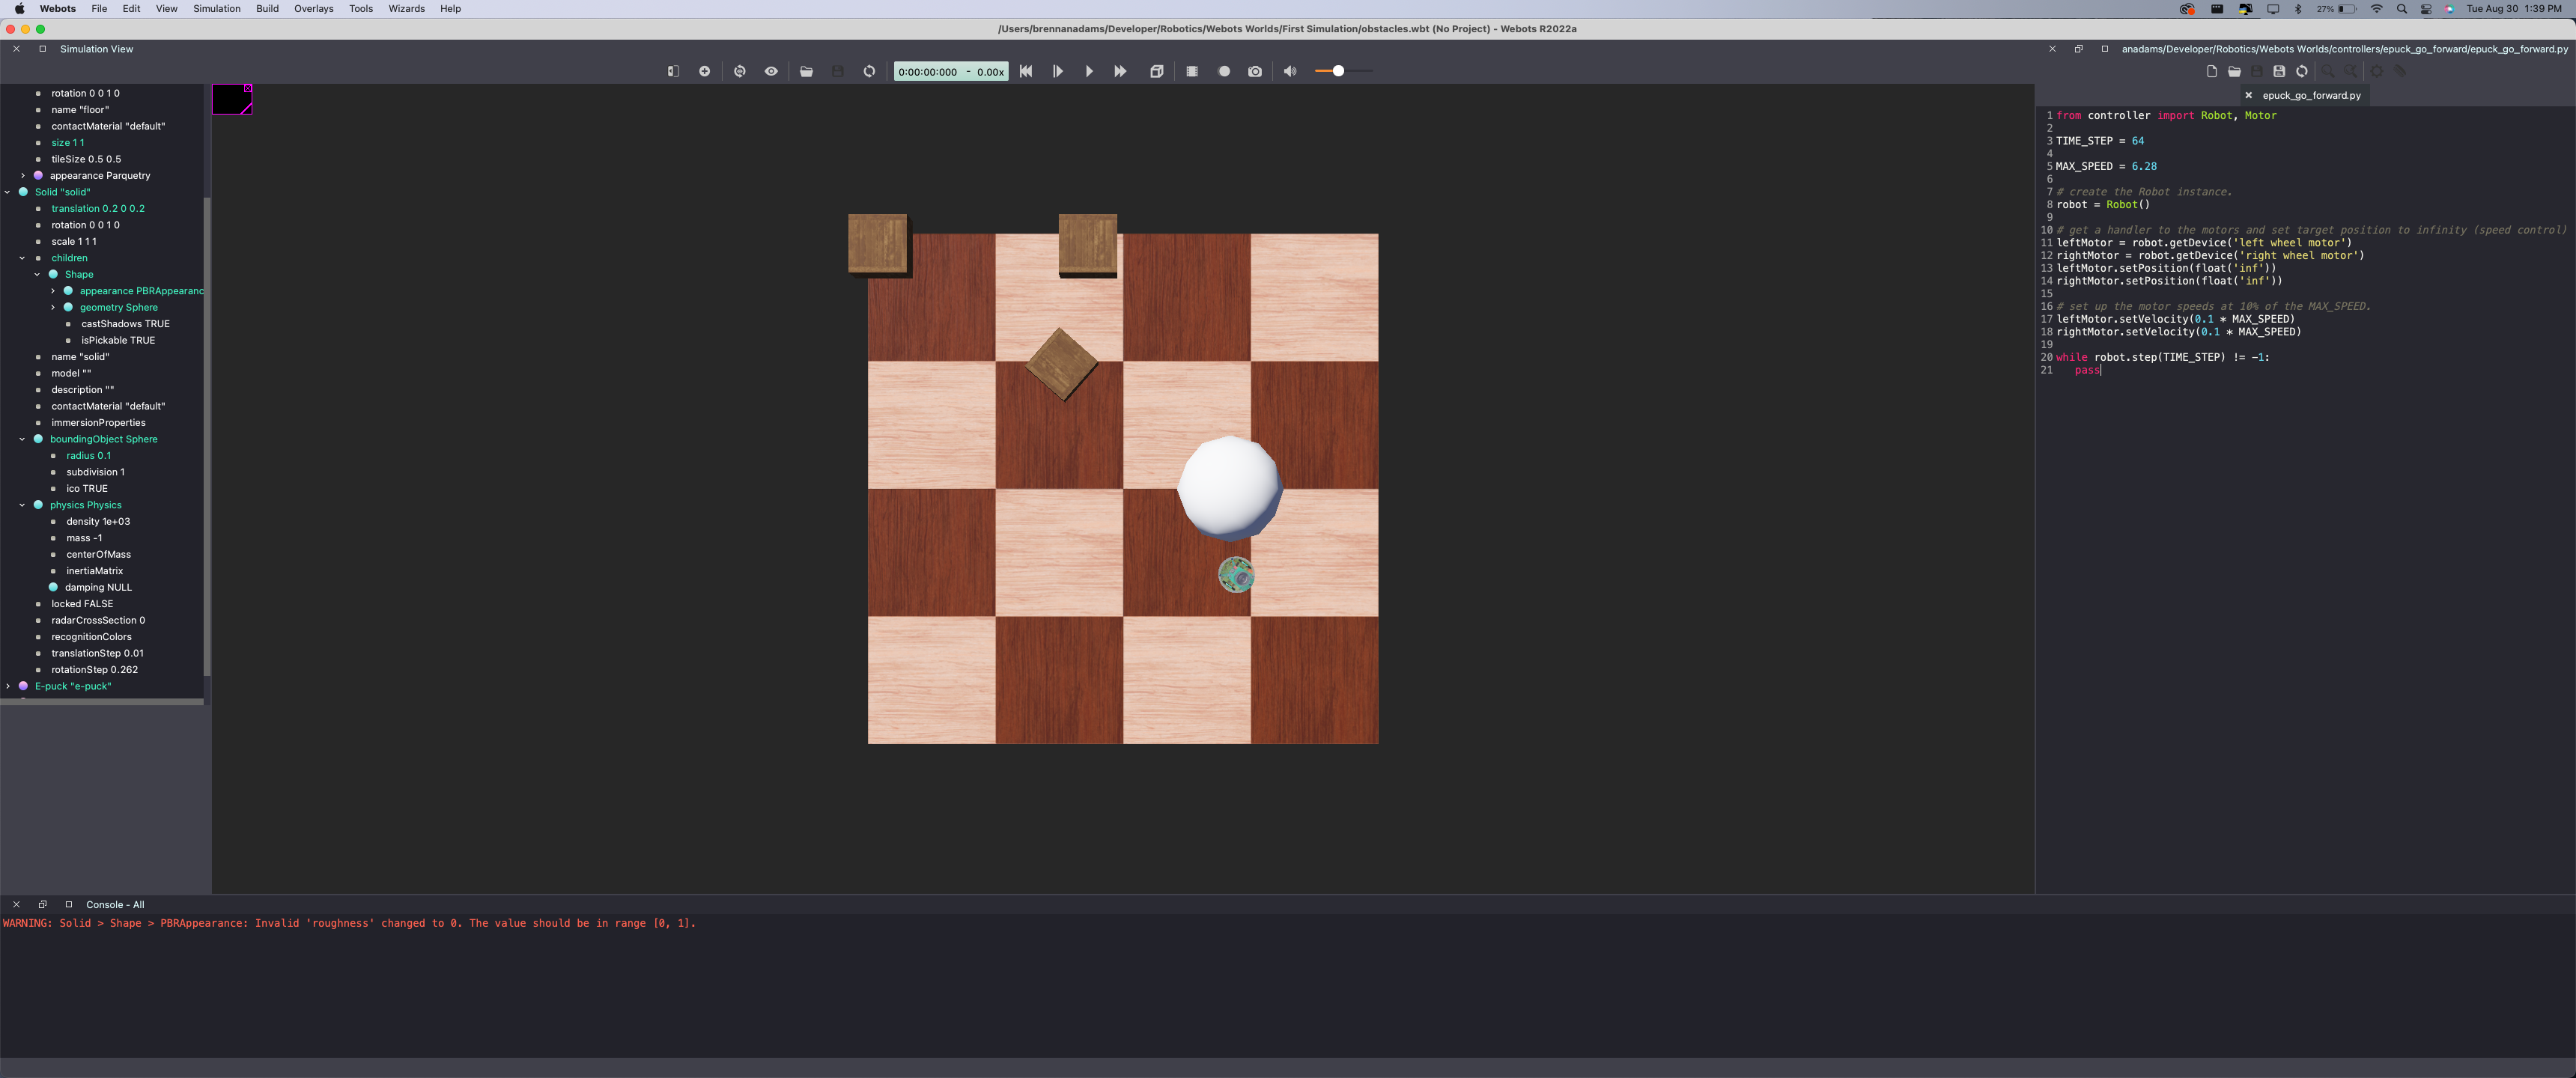 Webots File Edit View Simulation Build Overlays Tools Wizards Help
27% Tue Aug 30 1:39 PM
/Users/brennanadams/Developer/Robotics/Webots Worlds/First Simulation/obstacles.wbt (No Project) - Webots R2022a
Simulation View
anadams/Developer/Robotics/Webots Worlds/controllers/epuck_go_forward/epuck_go_forward.py
0:00:00:000 - 0.00x
rotation 0 0 1 0
name "floor"
contactMaterial "default"
size 1 1
tileSize 0.5 0.5
appearance Parquetry
Solid "solid"
translation 0.2 0 0.2
rotation 0 0 1 0
scale 1 1 1
children
Shape
appearance PBRAppearanc
geometry Sphere
castShadows TRUE
isPickable TRUE
name "solid"
model ""
description ""
contactMaterial "default"
immersionProperties
boundingObject Sphere
radius 0.1
subdivision 1
ico TRUE
physics Physics
density 1e+03
mass -1
centerOfMass
inertiaMatrix
damping NULL
locked FALSE
radarCrossSection 0
recognitionColors
translationStep 0.01
rotationStep 0.262
E-puck "e-puck"
epuck_go_forward.py
1 from controller import Robot, Motor
2
3 TIME_STEP = 64
4
5 MAX_SPEED = 6.28
6
7 # create the Robot instance.
8 robot = Robot()
9
10 # get a handler to the motors and set target position to infinity (speed control)
11 leftMotor = robot.getDevice('left wheel motor')
12 rightMotor = robot.getDevice('right wheel motor')
13 leftMotor.setPosition(float('inf'))
14 rightMotor.setPosition(float('inf'))
15
16 # set up the motor speeds at 10% of the MAX_SPEED.
17 leftMotor.setVelocity(0.1 * MAX_SPEED)
18 rightMotor.setVelocity(0.1 * MAX_SPEED)
19
20 while robot.step(TIME_STEP) != -1:
21 pass
Console - All
WARNING: Solid > Shape > PBRAppearance: Invalid 'roughness' changed to 0. The value should be in range [0, 1].